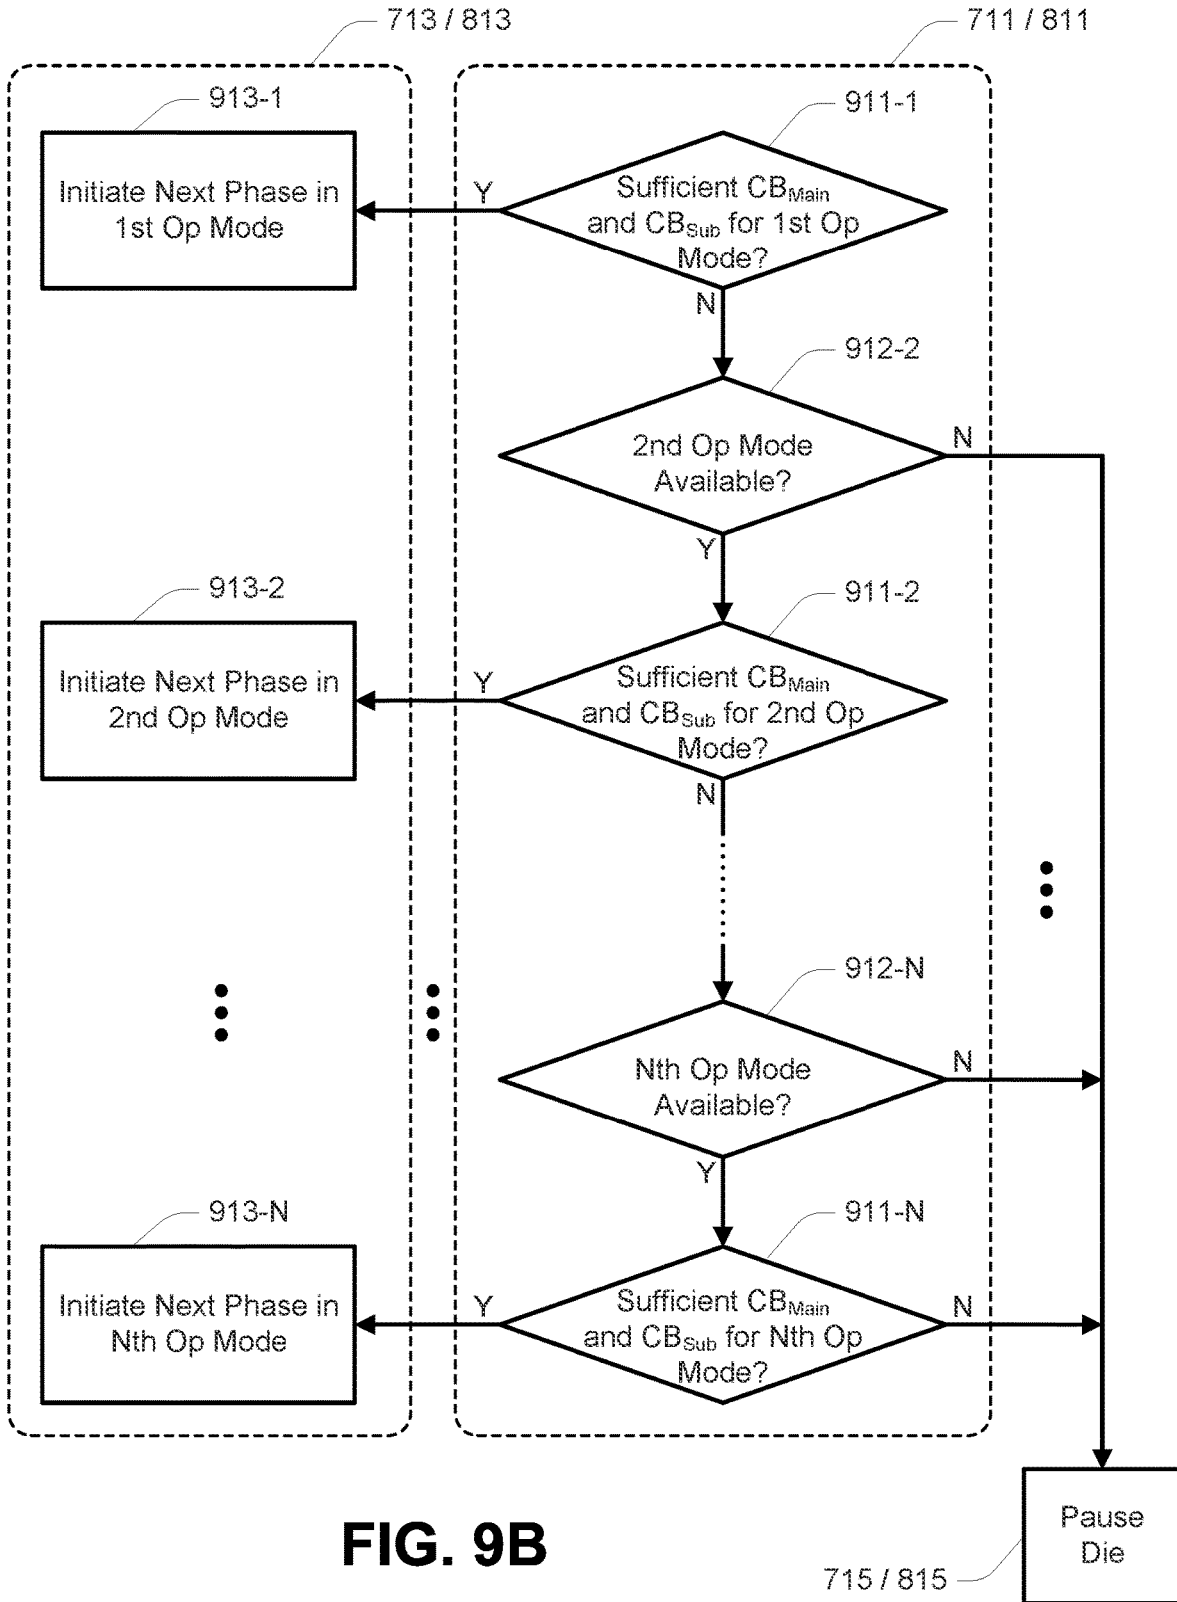 713 / 813
711 / 811
913-1
911-1
Initiate Next Phase in
1st Op Mode
Y
Sufficient CBMain
and CBSub for 1st Op
Mode?
N
912-2
2nd Op Mode
Available?
N
Y
913-2
911-2
Initiate Next Phase in
2nd Op Mode
Y
Sufficient CBMain
and CBSub for 2nd Op
Mode?
N
912-N
Nth Op Mode
Available?
N
Y
913-N
911-N
Initiate Next Phase in
Nth Op Mode
Y
Sufficient CBMain
and CBSub for Nth Op
Mode?
N
Pause
Die
715 / 815
FIG. 9B